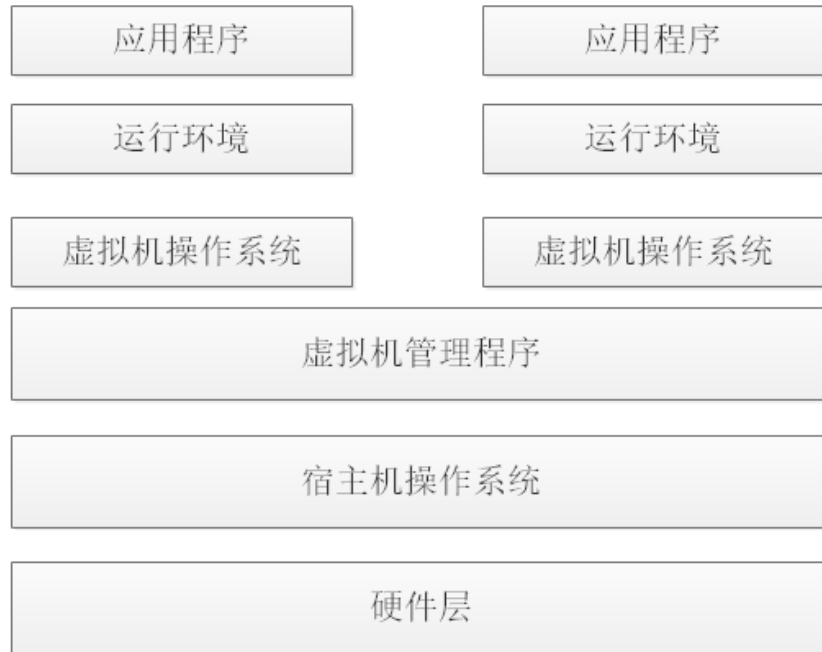 应用程序
应用程序
运行环境
运行环境
虚拟机操作系统
虚拟机操作系统
虚拟机管理程序
宿主机操作系统
硬件层